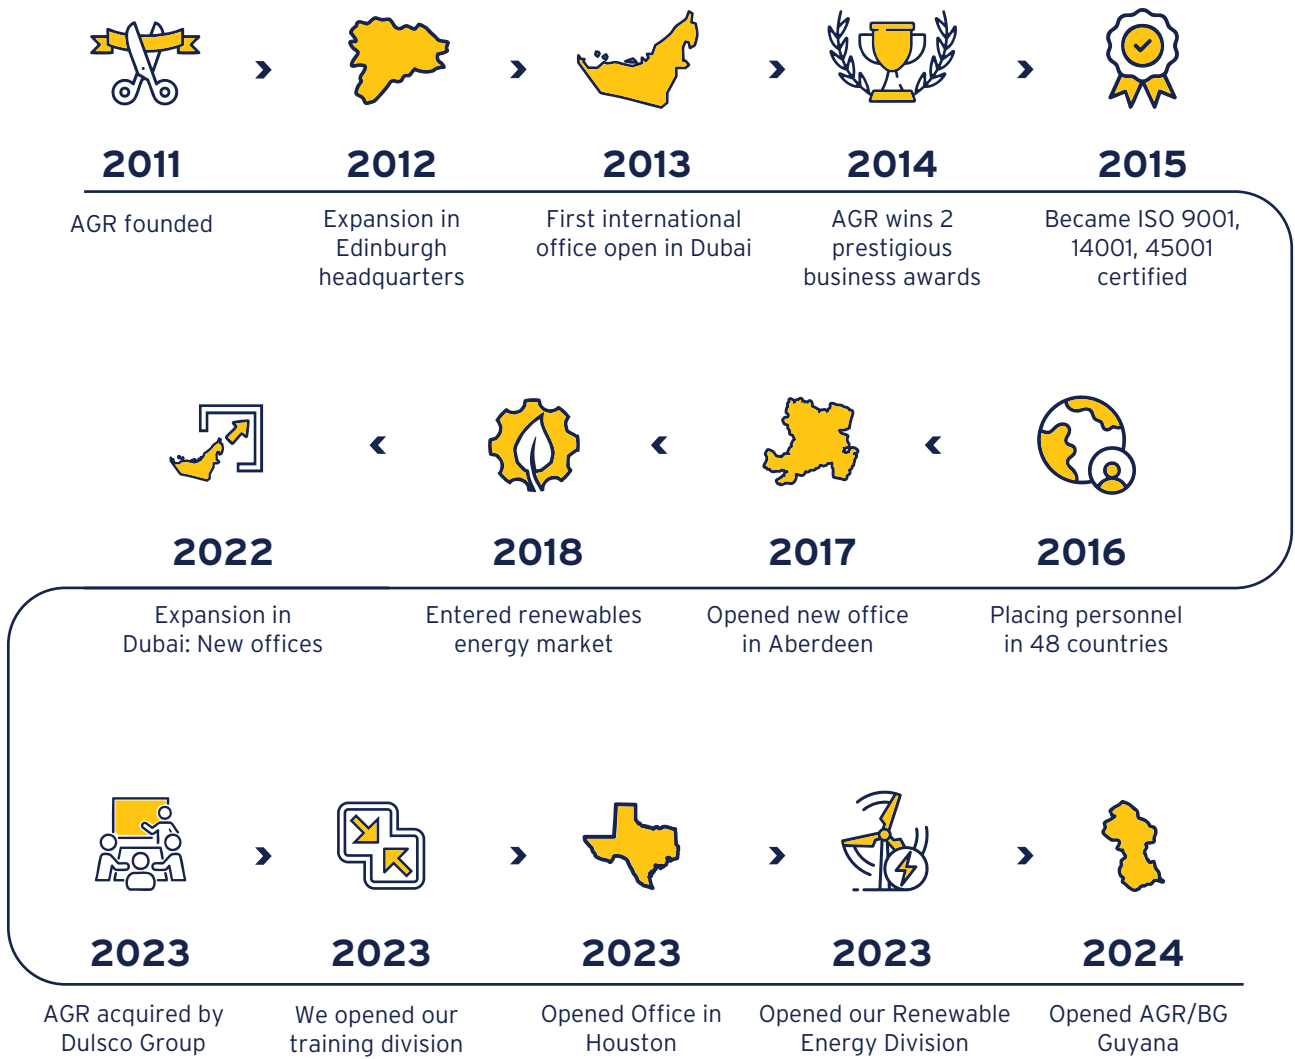 2011
AGR founded
2012
Expansion in
Edinburgh
headquarters
2013
First international
office open in Dubai
2014
AGR wins 2
prestigious
business awards
2015
Became ISO 9001,
14001, 45001
certified
2016
Placing personnel
in 48 countries
2017
Opened new office
in Aberdeen
2018
Entered renewables
energy market
2022
Expansion in
Dubai: New offices
2023
AGR acquired by
Dulsco Group
2023
We opened our
training division
2023
Opened Office in
Houston
2023
Opened our Renewable
Energy Division
2024
Opened AGR/BG
Guyana